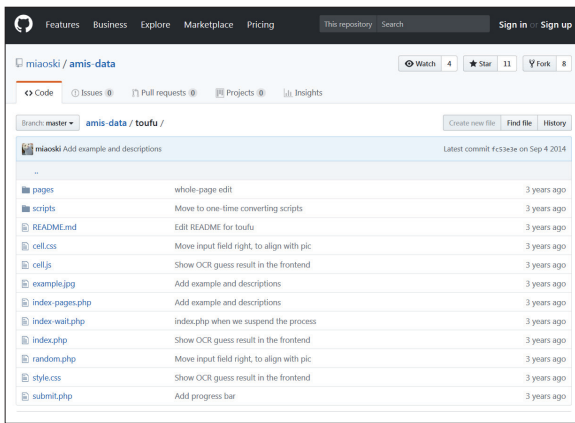 Features Business Explore Marketplace Pricing This repository Search Sign in or Sign up
miaoski / amis-data Watch 4 Star 11 Fork 8
Code Issues 0 Pull requests 0 Projects 0 Insights
Branch: master amis-data / toufu / Create new file Find file History
miaoski Add example and descriptions Latest commit fc53e3e on Sep 4 2014
..
pages whole-page edit 3 years ago
scripts Move to one-time converting scripts 3 years ago
README.md Edit README for toufu 3 years ago
cell.css Move input field right, to align with pic 3 years ago
cell.js Show OCR guess result in the frontend 3 years ago
example.jpg Add example and descriptions 3 years ago
index-pages.php Add example and descriptions 3 years ago
index-wait.php index.php when we suspend the process 3 years ago
index.php Show OCR guess result in the frontend 3 years ago
random.php Move input field right, to align with pic 3 years ago
style.css Show OCR guess result in the frontend 3 years ago
submit.php Add progress bar 3 years ago